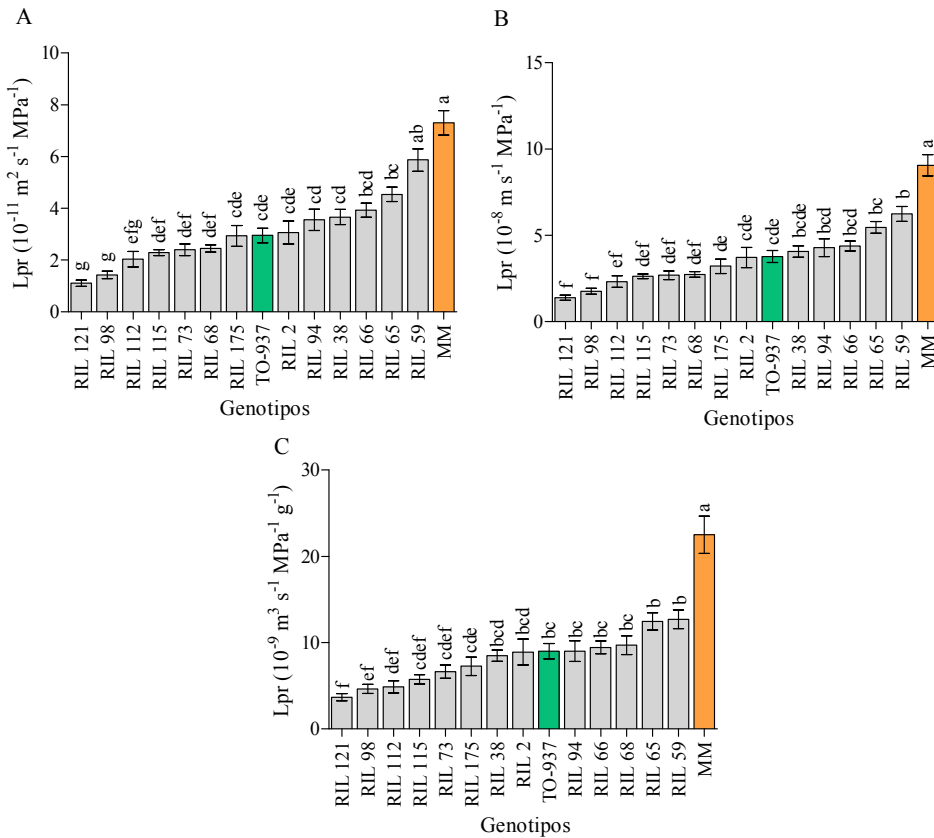 A
Lpr (10-11 m2 s-1 MPa-1)
10
8
6
4
2
0
g
g
efg
def
def
def
cde
cde
cde
cd
cd
bcd
bc
ab
a
RIL 121
RIL 98
RIL 112
RIL 115
RIL 73
RIL 68
RIL 175
TO-937
RIL 2
RIL 94
RIL 38
RIL 66
RIL 65
RIL 59
MM
Genotipos
B
Lpr (10-8 m s-1 MPa-1)
15
10
5
0
f
f
ef
def
def
def
de
cde
cde
bcde
bcd
bcd
bc
b
a
RIL 121
RIL 98
RIL 112
RIL 115
RIL 73
RIL 68
RIL 175
RIL 2
TO-937
RIL 38
RIL 94
RIL 66
RIL 65
RIL 59
MM
Genotipos
C
Lpr (10-9 m3 s-1 MPa-1 g-1)
30
20
10
0
f
ef
def
cdef
cdef
cde
bcd
bcd
bc
bc
bc
bc
b
b
a
RIL 121
RIL 98
RIL 112
RIL 115
RIL 73
RIL 175
RIL 38
RIL 2
TO-937
RIL 94
RIL 66
RIL 68
RIL 65
RIL 59
MM
Genotipos